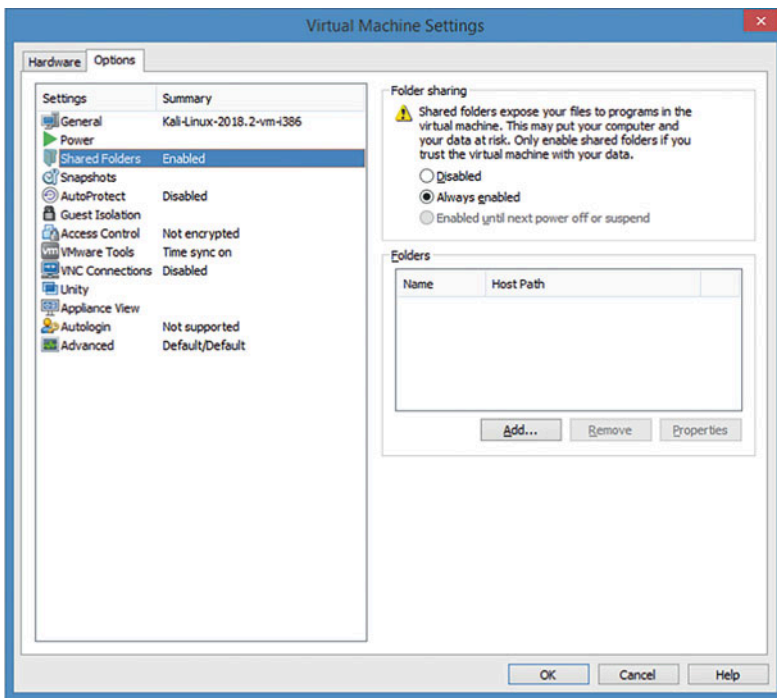 Virtual Machine Settings
Hardware
Options
Settings Summary
General Kali-Linux-2018.2-vm-i386
Power
Shared Folders Enabled
Snapshots
AutoProtect Disabled
Guest Isolation
Access Control Not encrypted
VMware Tools Time sync on
VNC Connections Disabled
Unity
Appliance View
Autologin Not supported
Advanced Default/Default
Folder sharing
Shared folders expose your files to programs in the
virtual machine. This may put your computer and
your data at risk. Only enable shared folders if you
trust the virtual machine with your data.
Disabled
Always enabled
Enabled until next power off or suspend
Folders
Name Host Path
Add... Remove Properties
OK Cancel Help